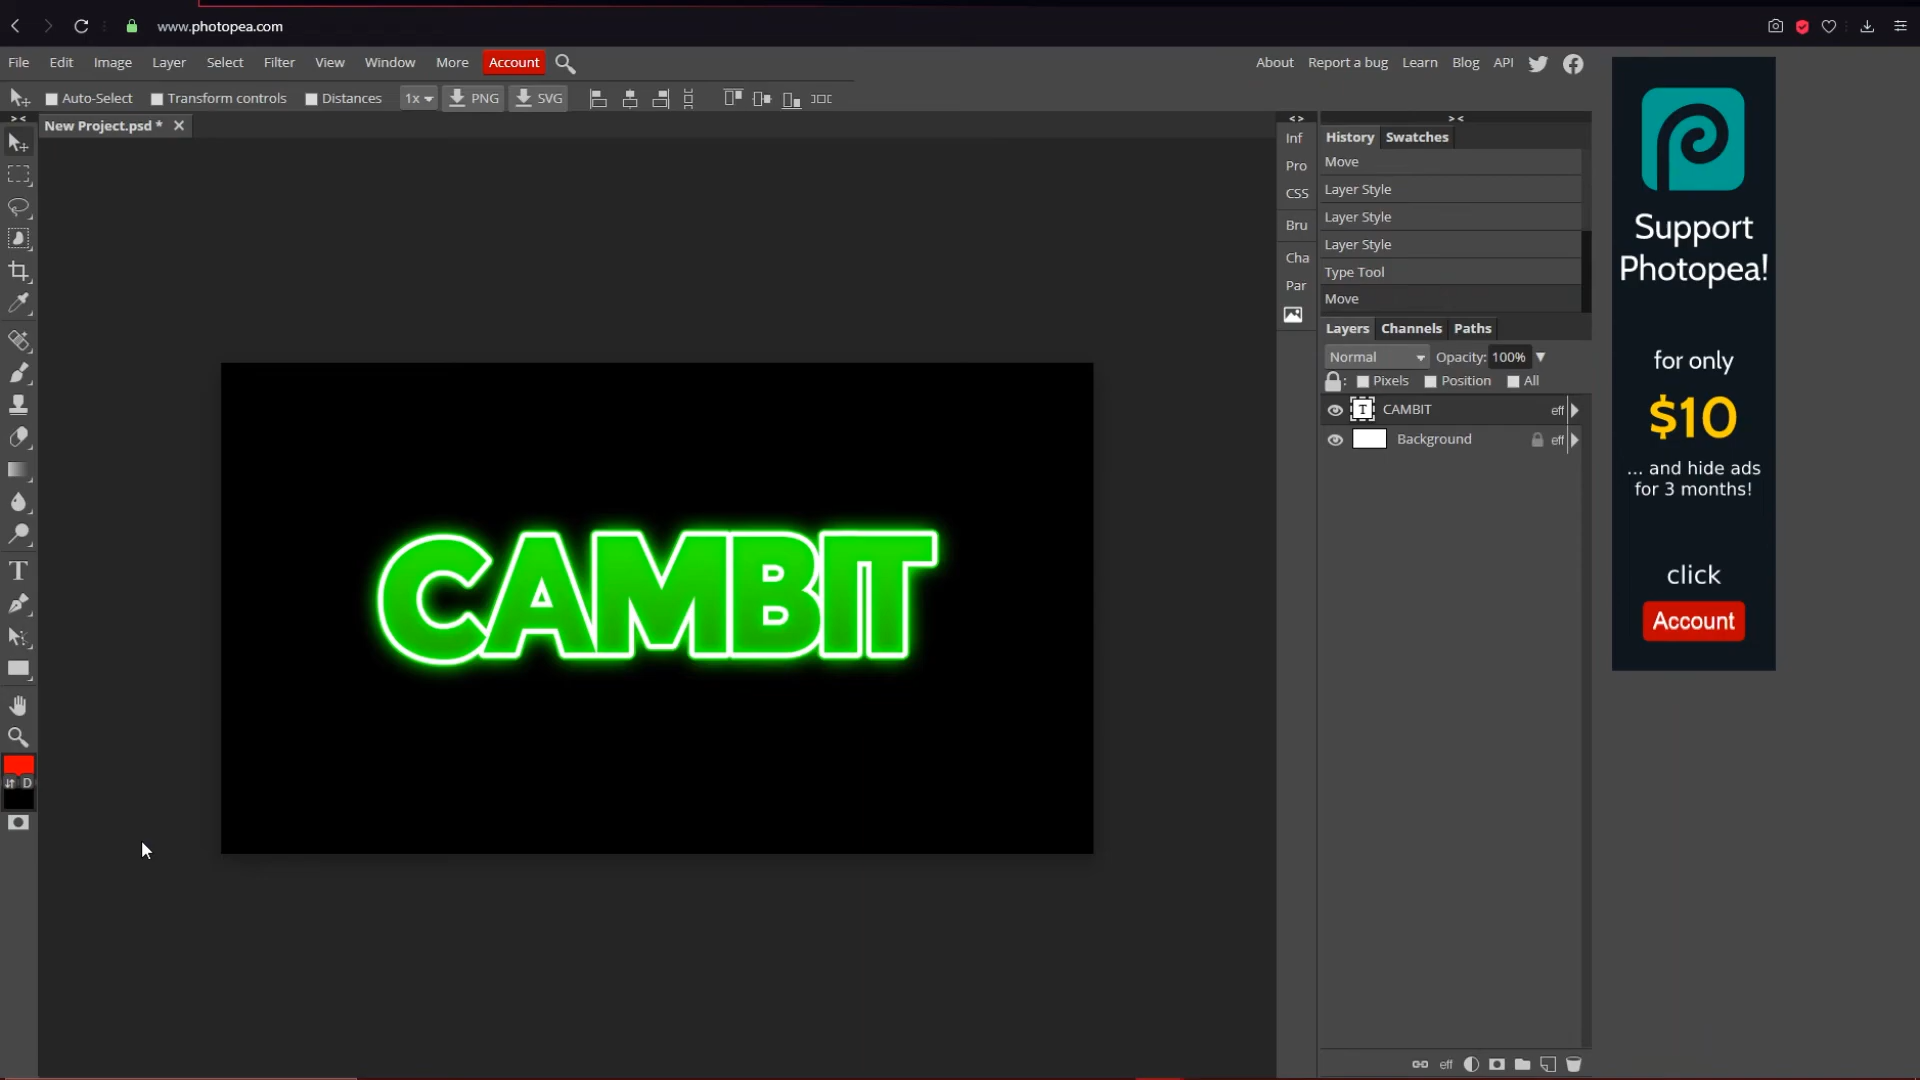 www.photopea.com
File Edit Image Layer Select Filter View Window More Account
About Report a bug Learn Blog API
Auto-Select Transform controls Distances 1x PNG SVG
New Project.psd *
Inf
Pro
CSS
Bru
Cha
Par
History Swatches
Move
Layer Style
Layer Style
Layer Style
Type Tool
Move
Layers Channels Paths
Normal Opacity: 100%
: Pixels Position All
T CAMBIT eff
Background eff
CAMBIT
T
D
eff
Support
Photopea!
for only
$10
... and hide ads
for 3 months!
click
Account